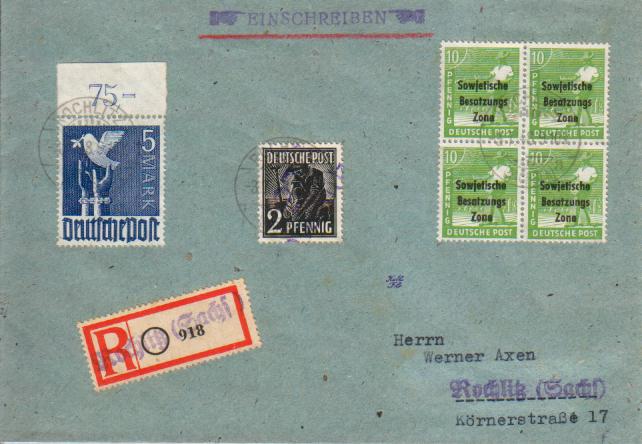 EINSCHREIBEN
75.-
5 MARK
Deutsche Post
DEUTSCHE POST
2 PFENNIG
10 PFENNIG
Sowjetische
Besatzungs
Zone
DEUTSCHE POST
10 PFENNIG
Sowjetische
Besatzungs
Zone
DEUTSCHE POST
10 PFENNIG
Sowjetische
Besatzungs
Zone
DEUTSCHE POST
10 PFENNIG
Sowjetische
Besatzungs
Zone
DEUTSCHE POST
R 918
(Sachs)
Herrn
Werner Axen
Rochlitz (Sachs)
Körnerstraße 17